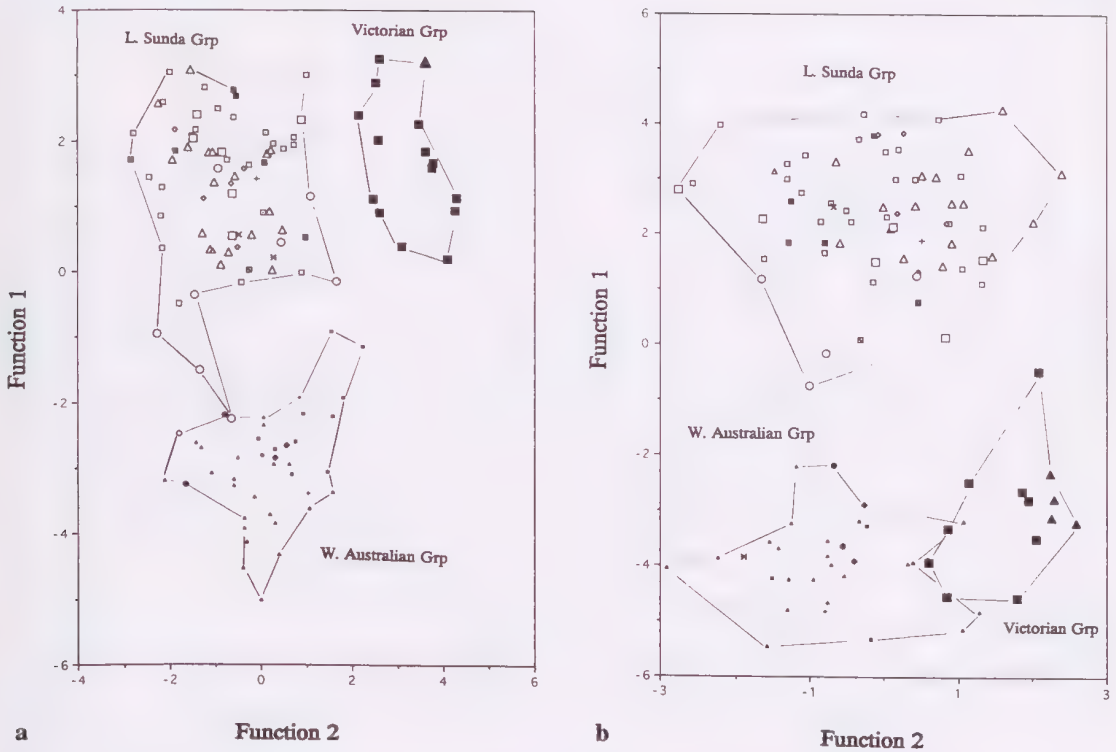 4
2
0
-2
-4
-6
-4
-2
0
2
4
6
L. Sunda Grp
Victorian Grp
W. Australian Grp
Function 1
Function 2
a
6
4
2
0
-2
-4
-6
-3
-1
1
3
L. Sunda Grp
W. Australian Grp
Victorian Grp
Function 1
Function 2
b